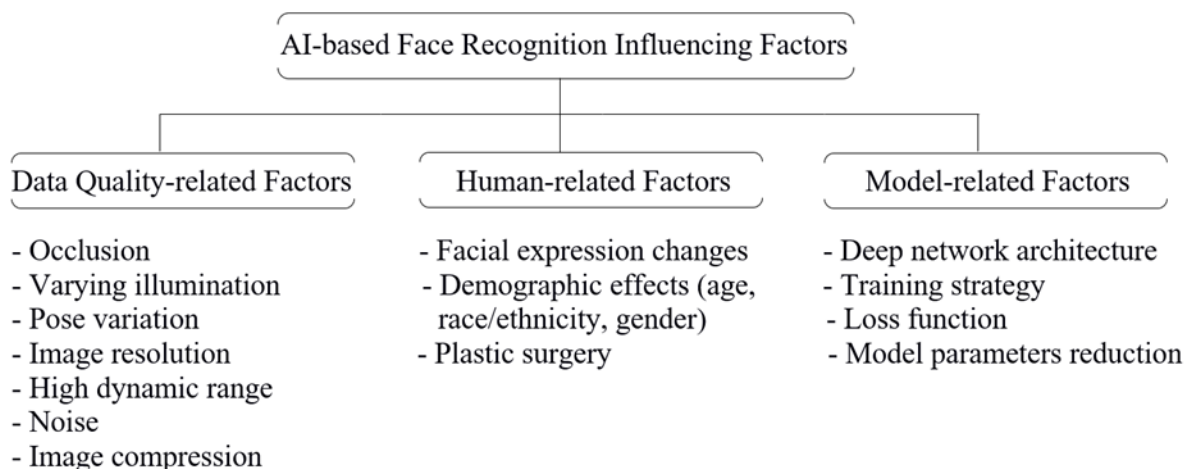 AI-based Face Recognition Influencing Factors
Data Quality-related Factors
- Occlusion
- Varying illumination
- Pose variation
- Image resolution
- High dynamic range
- Noise
- Image compression
Human-related Factors
- Facial expression changes
- Demographic effects (age,
race/ethnicity, gender)
- Plastic surgery
Model-related Factors
- Deep network architecture
- Training strategy
- Loss function
- Model parameters reduction